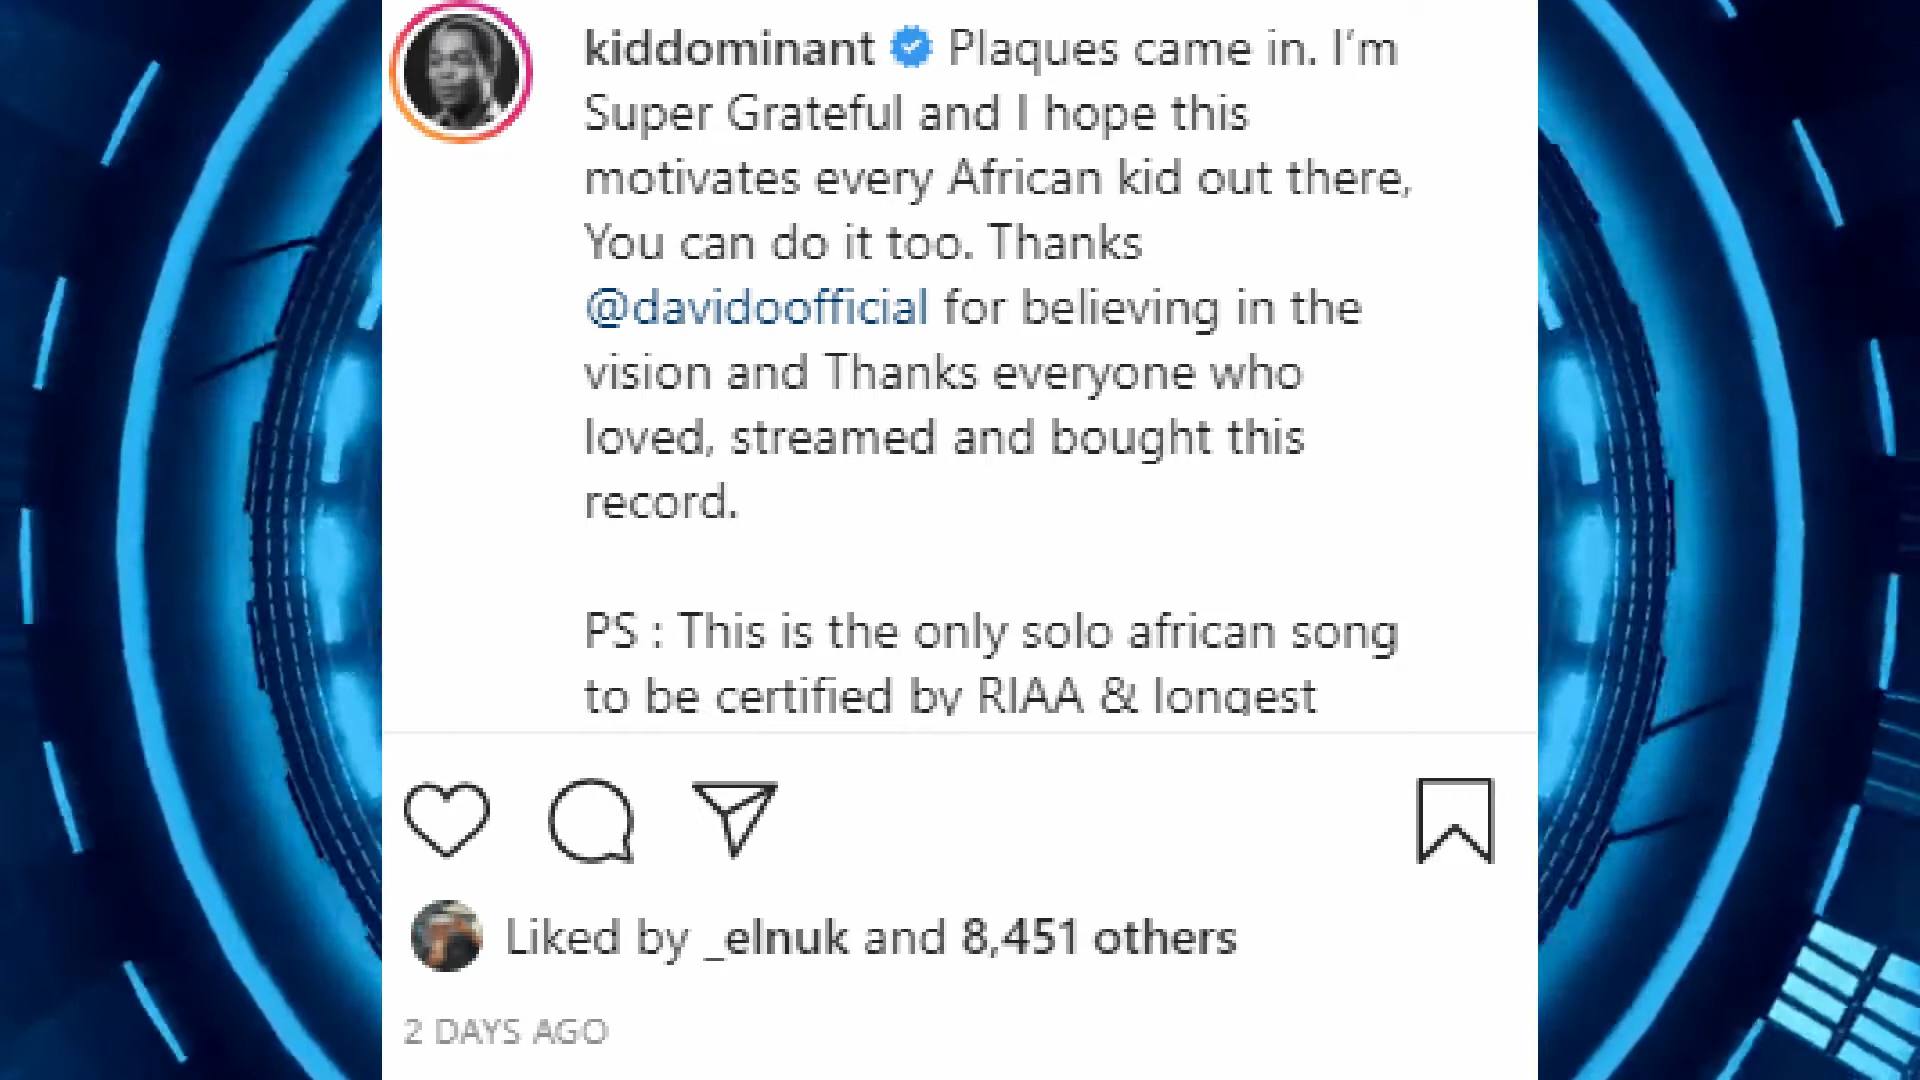 kiddominant Plaques came in. I'm
Super Grateful and I hope this
motivates every African kid out there,
You can do it too. Thanks
@davidoofficial for believing in the
vision and Thanks everyone who
loved, streamed and bought this
record.
PS : This is the only solo african song
to be certified by RIAA & longest
Liked by _elnuk and 8,451 others
2 DAYS AGO